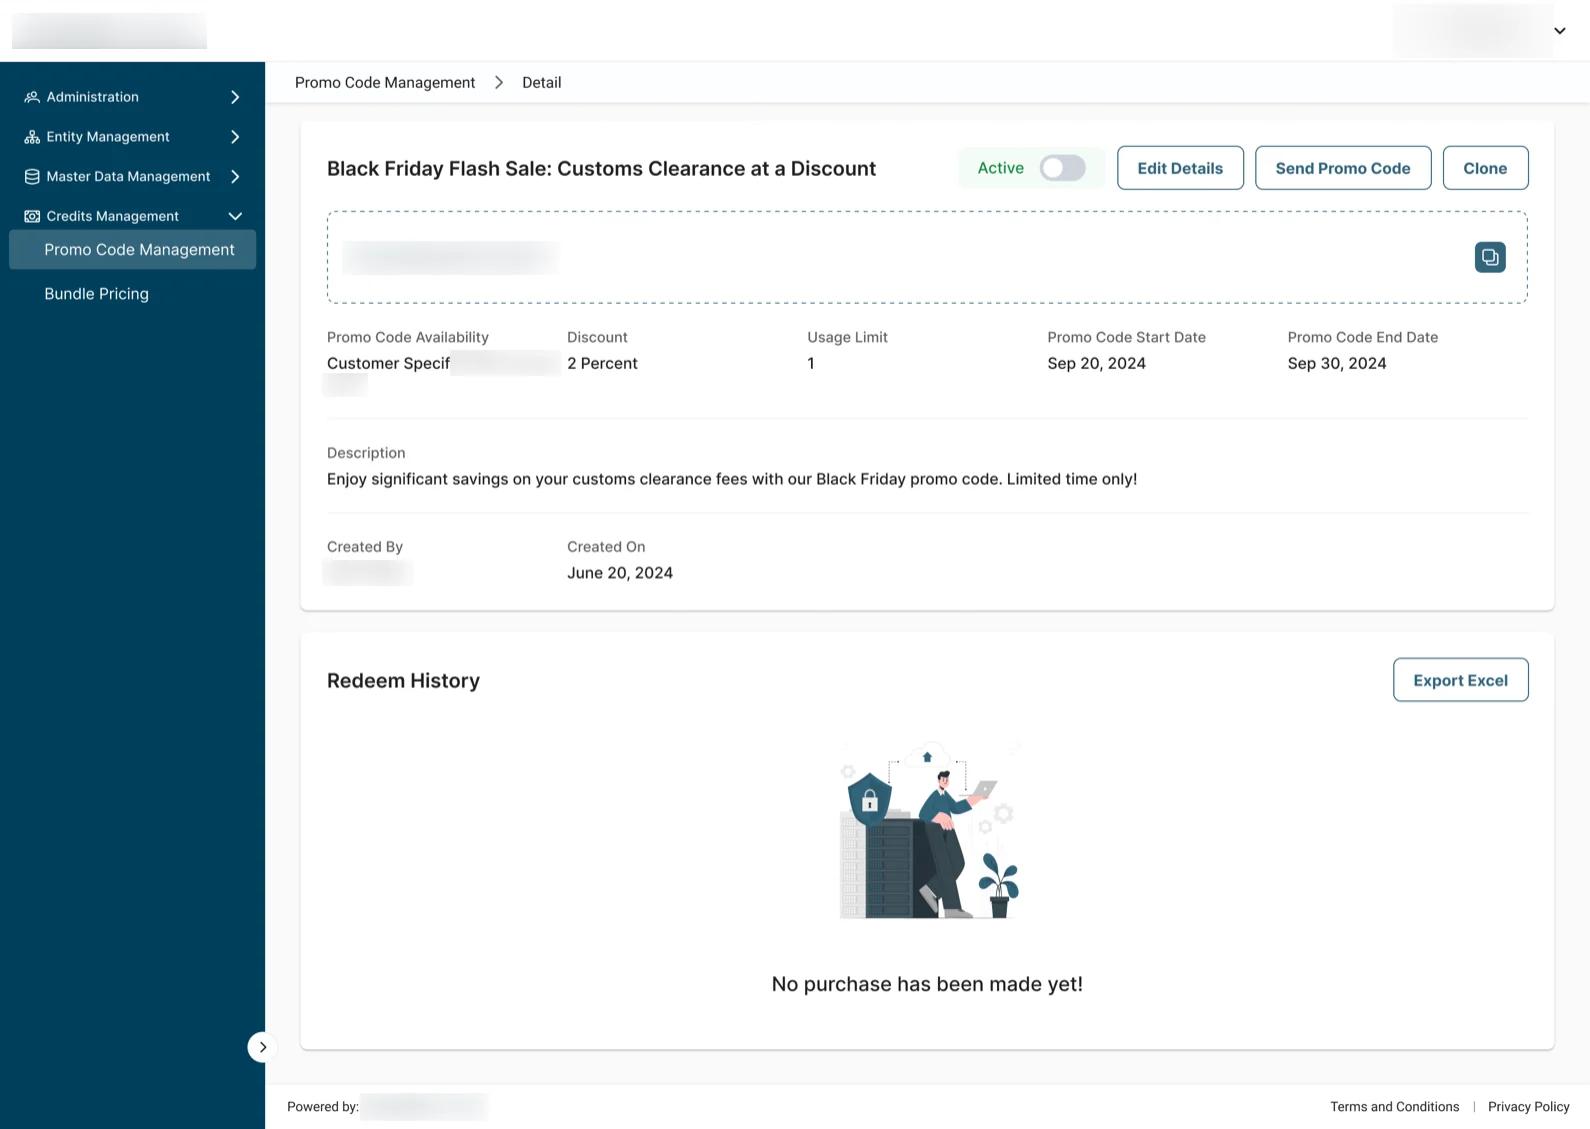 Promo Code Management > Detail
Administration
Entity Management
Master Data Management
Credits Management
Promo Code Management
Bundle Pricing
Black Friday Flash Sale: Customs Clearance at a Discount
Active
Edit Details
Send Promo Code
Clone
Promo Code Availability
Customer Specif
Discount
2 Percent
Usage Limit
1
Promo Code Start Date
Sep 20, 2024
Promo Code End Date
Sep 30, 2024
Description
Enjoy significant savings on your customs clearance fees with our Black Friday promo code. Limited time only!
Created By
Created On
June 20, 2024
Redeem History
Export Excel
No purchase has been made yet!
Powered by:
Terms and Conditions | Privacy Policy